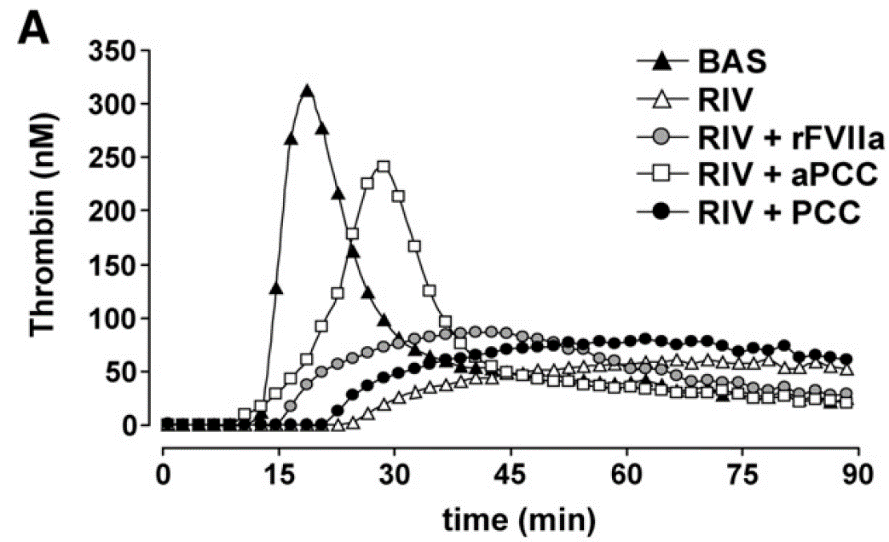 A
350
300
250
200
150
100
50
0
Thrombin (nM)
BAS
RIV
RIV + rFVIIa
RIV + aPCC
RIV + PCC
0 15 30 45 60 75 90
time (min)